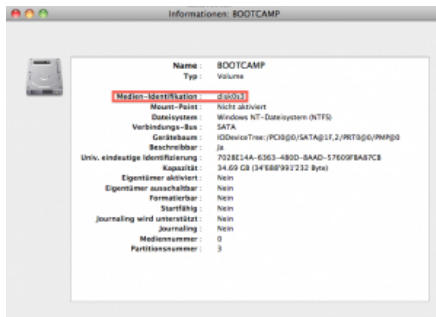 Informationen: BOOTCAMP
Name : BOOTCAMP
Typ : Volume
Medien-Identifikation : disk0s3
Mount-Point : Nicht aktiviert
Dateisystem : Windows NT-Dateisystem (NTFS)
Verbindungs-Bus : SATA
Gerätebaum : IODeviceTree:/PCI0@0/SATA@1F,2/PRT0@0/PMP@0
Beschreibbar : Ja
Univ. eindeutige Identifizierung : 7028E14A-6363-480D-8AAD-57609F8A87CB
Kapazität : 34.69 GB (34'688'991'232 Byte)
Eigentümer aktiviert : Nein
Eigentümer ausschaltbar : Nein
Formatierbar : Nein
Startfähig : Nein
Journaling wird unterstützt : Nein
Journaling : Nein
Mediennummer : 0
Partitionsnummer : 3